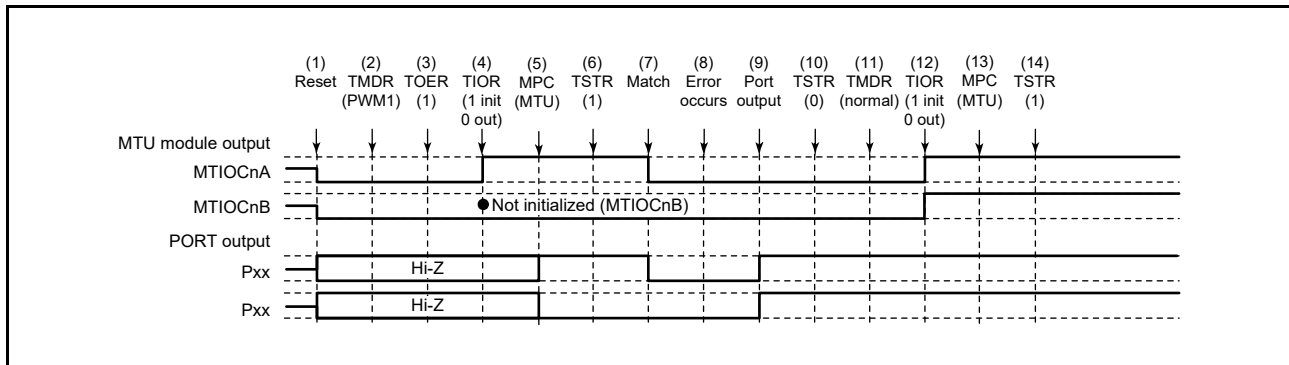 (1) (2) (3) (4) (5) (6) (7) (8) (9) (10) (11) (12) (13) (14)
Reset TMDR TOER TIOR MPC TSTR Match Error Port TSTR TMDR TIOR MPC TSTR
(PWM1) (1) (1 init (MTU) (1) occurs output (0) (normal) (1 init (MTU) (1)
0 out) 0 out)
MTU module output
MTIOCnA
MTIOCnB Not initialized (MTIOCnB)
PORT output
Pxx Hi-Z
Pxx Hi-Z